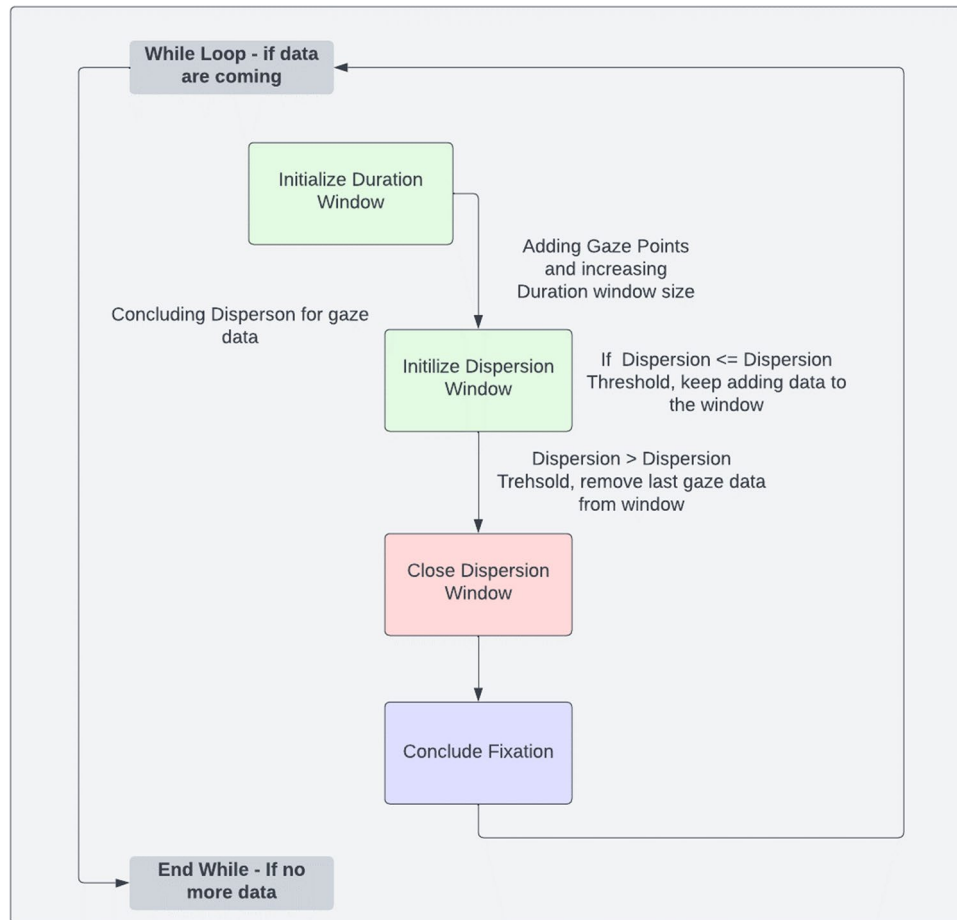 While Loop - if data
are coming
Initialize Duration
Window
Adding Gaze Points
and increasing
Duration window size
Concluding Disperson for gaze
data
Initilize Dispersion
Window
If Dispersion <= Dispersion
Threshold, keep adding data to
the window
Dispersion > Dispersion
Trehsold, remove last gaze data
from window
Close Dispersion
Window
Conclude Fixation
End While - If no
more data